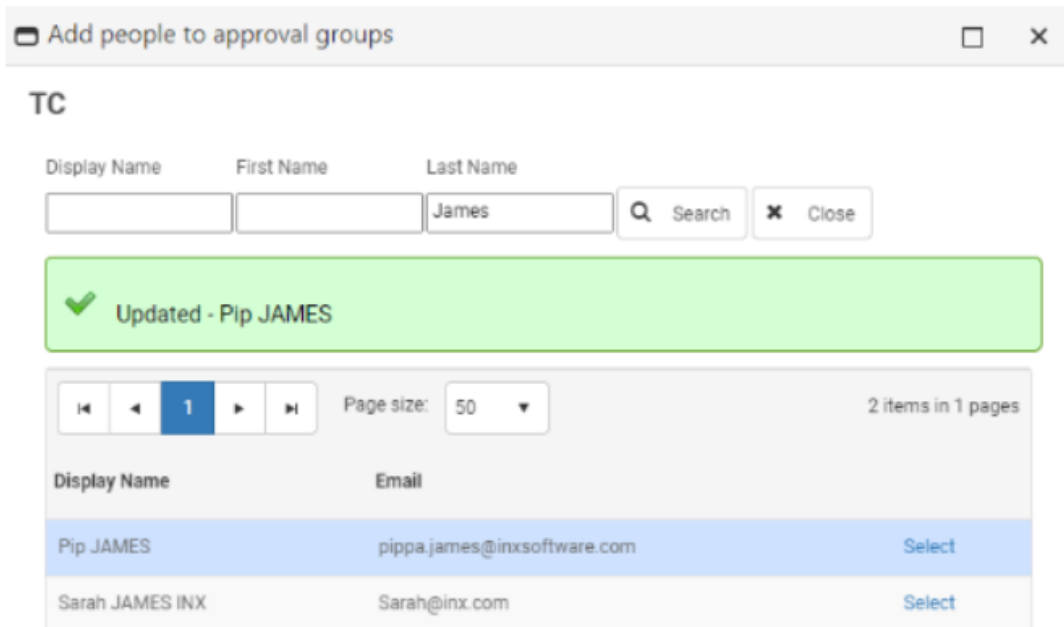 Add people to approval groups
TC
Display Name First Name Last Name
James Search Close
Updated - Pip JAMES
1 Page size: 50 2 items in 1 pages
Display Name Email
Pip JAMES pippa.james@inxsoftware.com Select
Sarah JAMES INX Sarah@inx.com Select